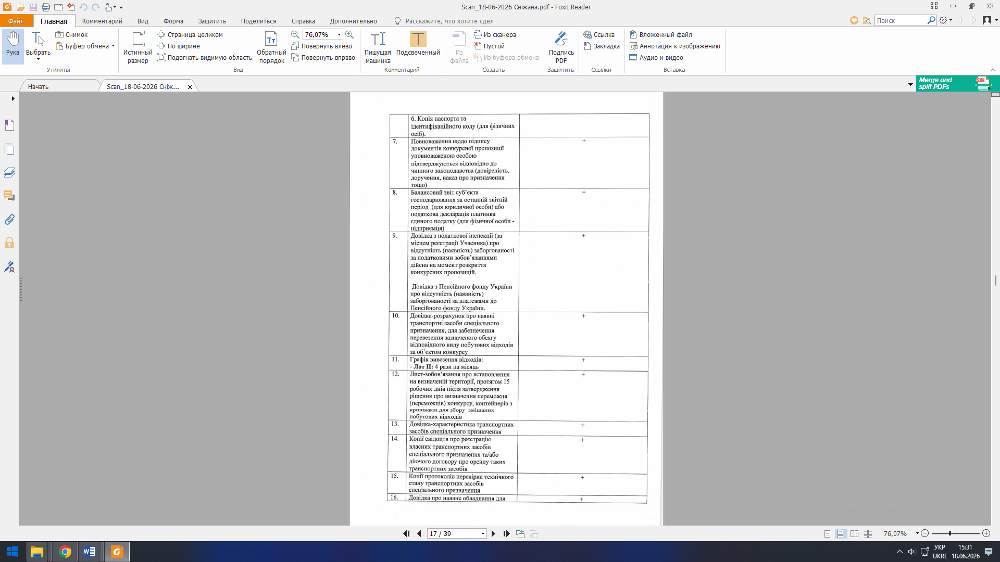 Scan_18-06-2026 Сніжана.pdf - Foxit Reader
Файл Главная Комментарий Вид Форма Защитить Поделиться Справка Дополнительно Расскажите, что хотите сделать Поиск
Рука
Выбрать
Снимок
Буфер обмена
Утилиты
Истинный размер
Страница целиком
По ширине
Подогнать видимую область
Обратный порядок
76,07%
Повернуть влево
Повернуть вправо
Вид
Пишущая машинка
Подсвеченный
Комментарий
Из файла
Из сканера
Пустой
Из буфера обмена
Создать
Подпись PDF
Защитить
Ссылка
Закладка
Ссылки
Вложенный файл
Аннотация к изображению
Аудио и видео
Вставка
Начать
Scan_18-06-2026 Сніж...
Merge and
split PDFs
PDF
6. Копія паспорта та
ідентифікаційного коду (для фізичних
осіб).
7. Повноваження щодо підпису +
документів конкурсної пропозиції
уповноваженою особою
підтверджуються відповідно до
чинного законодавства (довіреність,
доручення, наказ про призначення
тощо)
8. Балансовий звіт суб’єкта +
господарювання за останній звітній
період (для юридичної особи) або
податкова декларація платника
єдиного податку (для фізичної особи -
підприємця)
9. Довідка з податкової інспекції (за +
місцем реєстрації Учасника) про
відсутність (наявність) заборгованості
за податковими зобов’язаннями
дійсна на момент розкриття
конкурсних пропозицій.
Довідка з Пенсійного фонду України
про відсутність (наявність)
заборгованості за платежами до
Пенсійного фонду України.
10. Довідка-розрахунок про наявні +
транспортні засоби спеціального
призначення, для забезпечення
перевезення зазначеного обсягу
відповідного виду побутових відходів
за об’єктом конкурсу
11. Графік вивезення відходів: +
- Лот II: 4 рази на місяць
12. Лист-зобов’язання про встановлення +
на визначеній території, протягом 15
робочих днів після затвердження
рішення про визначення переможця
(переможців) конкурсу, контейнерів з
кришками для збору змішаних
побутових відходів
13. Довідка-характеристика транспортних +
засобів спеціального призначення
14. Копії свідоцтв про реєстрацію +
власних транспортних засобів
спеціального призначення та/або
діючого договору про оренду таких
транспортних засобів
15. Копії протоколів перевірки технічного +
стану транспортних засобів
спеціального призначення
16. Довідка про наявне обладнання для +
17 / 39
76,07%
УКР
UKRE
15:31
18.06.2026